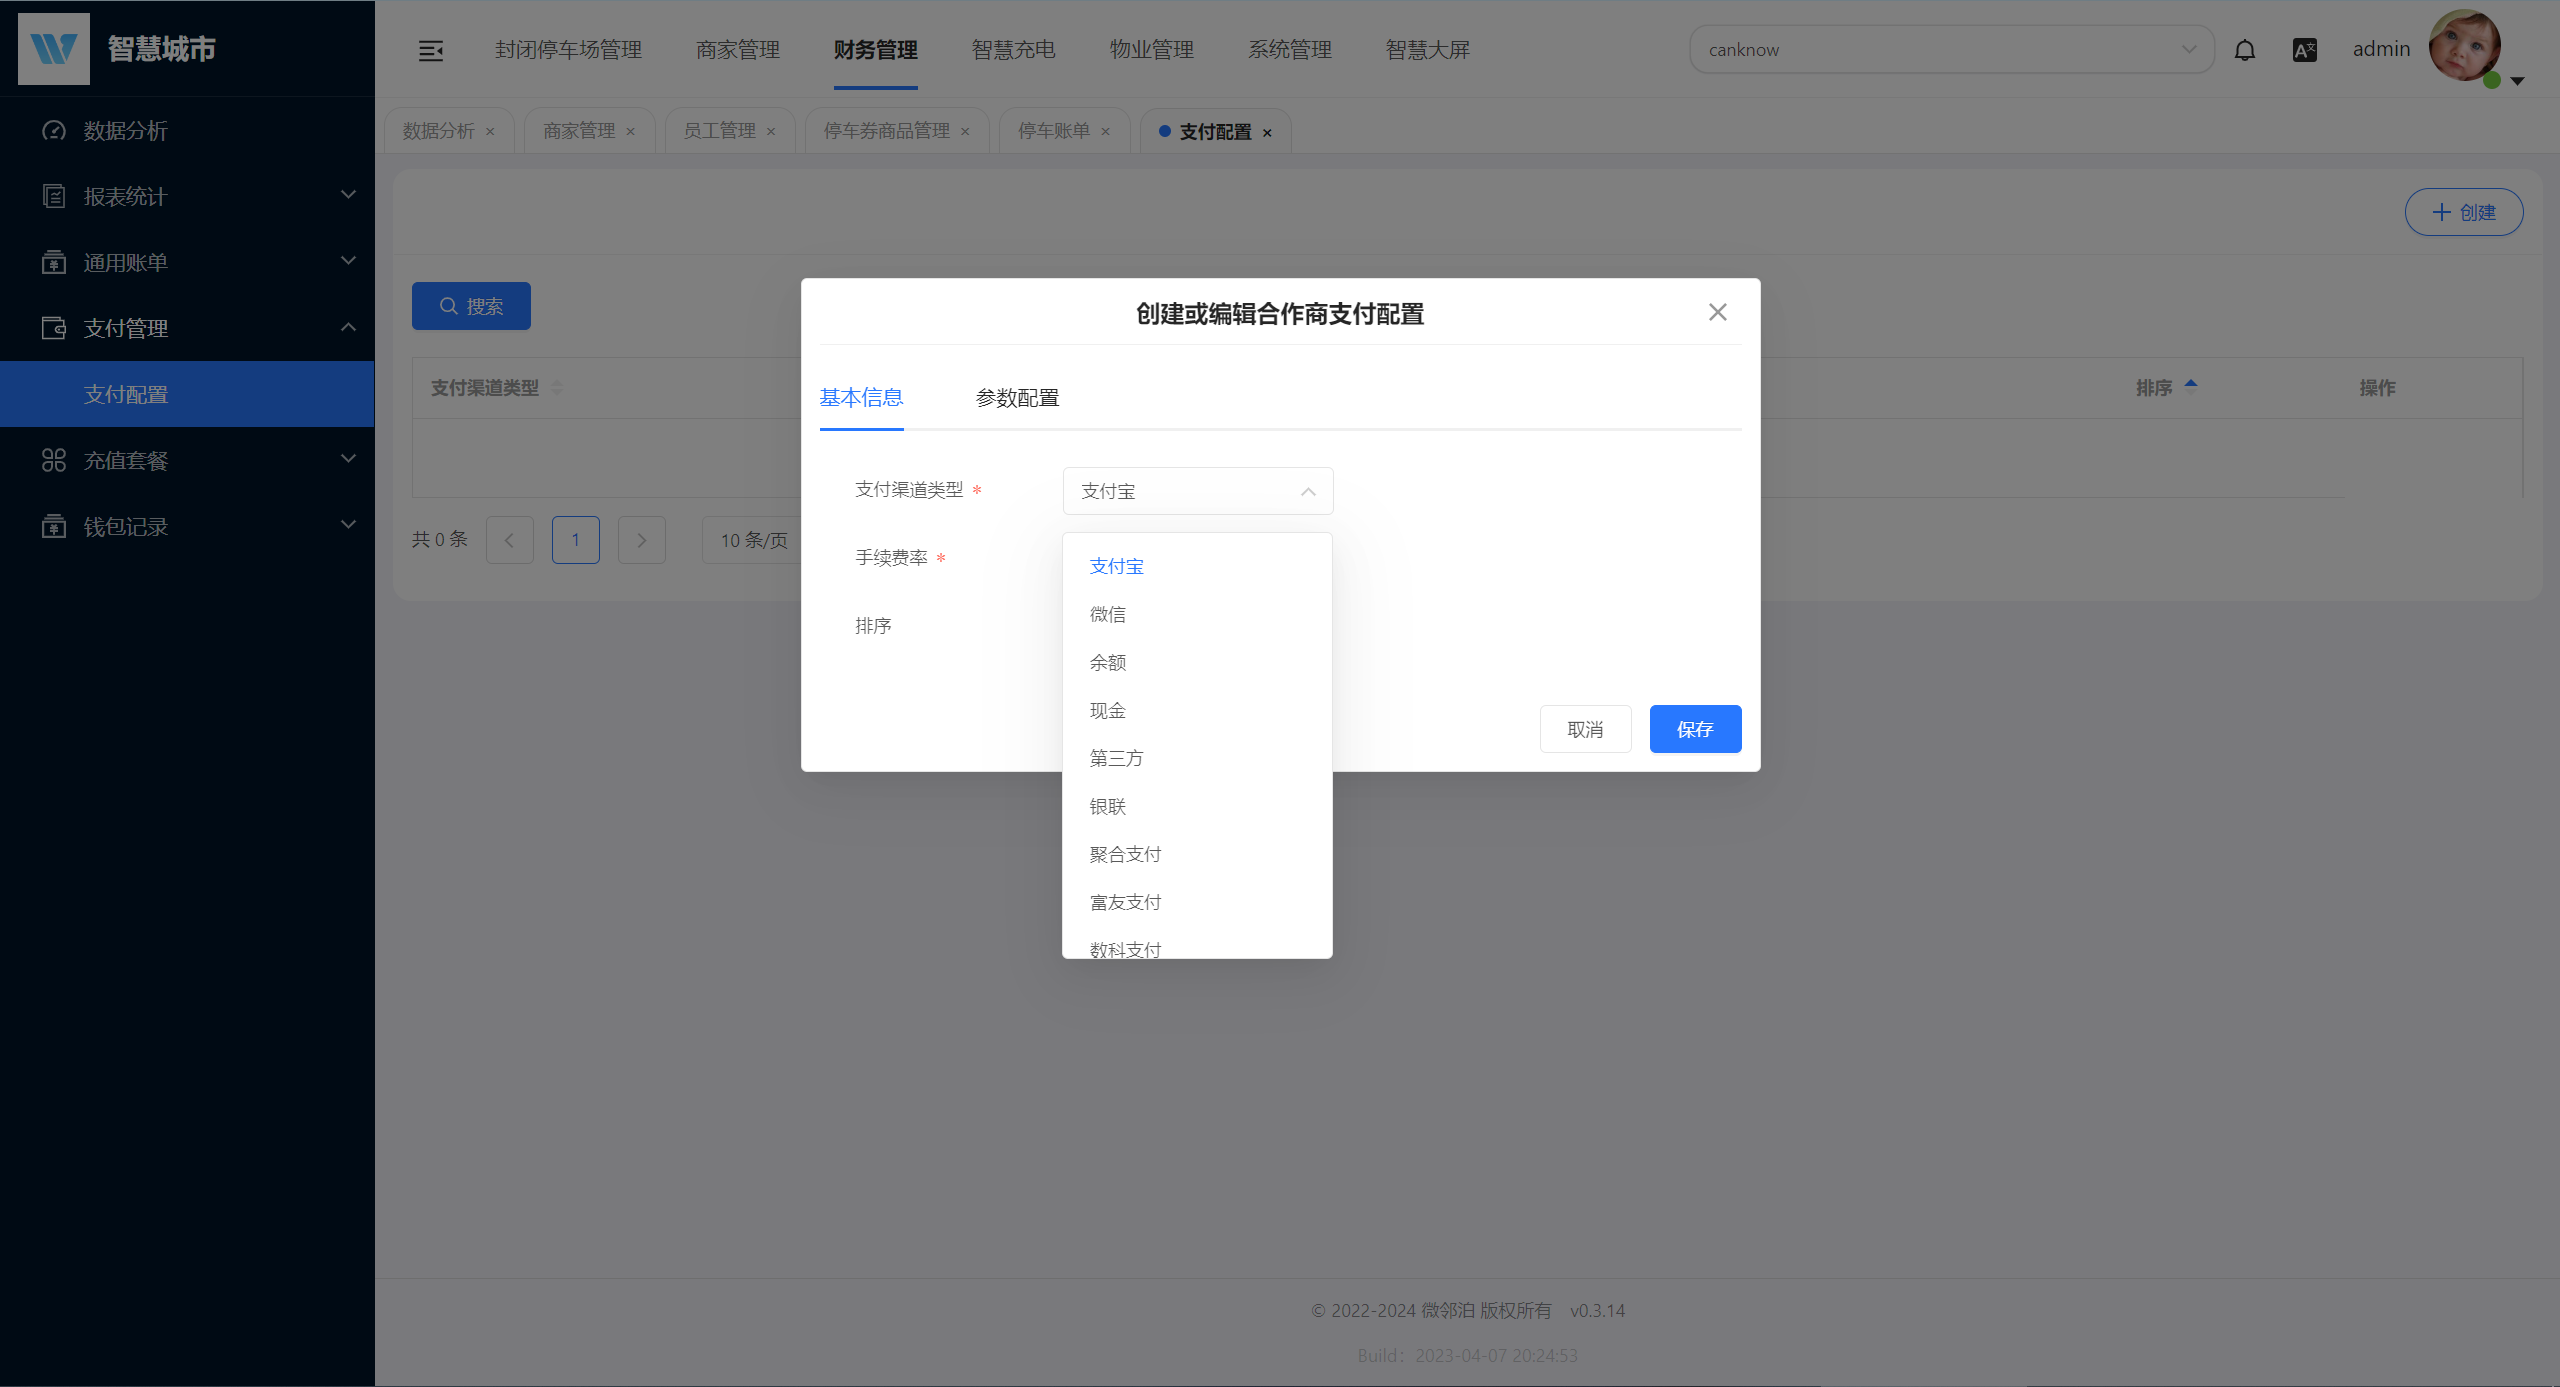 智慧城市
封闭停车场管理 商家管理 财务管理 智慧充电 物业管理 系统管理 智慧大屏
canknow
admin
数据分析 × 商家管理 × 员工管理 × 停车券商品管理 × 停车账单 × 支付配置 ×
数据分析
报表统计
通用账单
支付管理
支付配置
充值套餐
钱包记录
创建
搜索
支付渠道类型
排序
操作
共 0 条
1
10 条/页
创建或编辑合作商支付配置
基本信息 参数配置
支付渠道类型 *
支付宝
手续费率 *
排序
支付宝
微信
余额
现金
第三方
银联
聚合支付
富友支付
数科支付
取消 保存
© 2022-2024 微邻泊 版权所有 v0.3.14
Build：2023-04-07 20:24:53